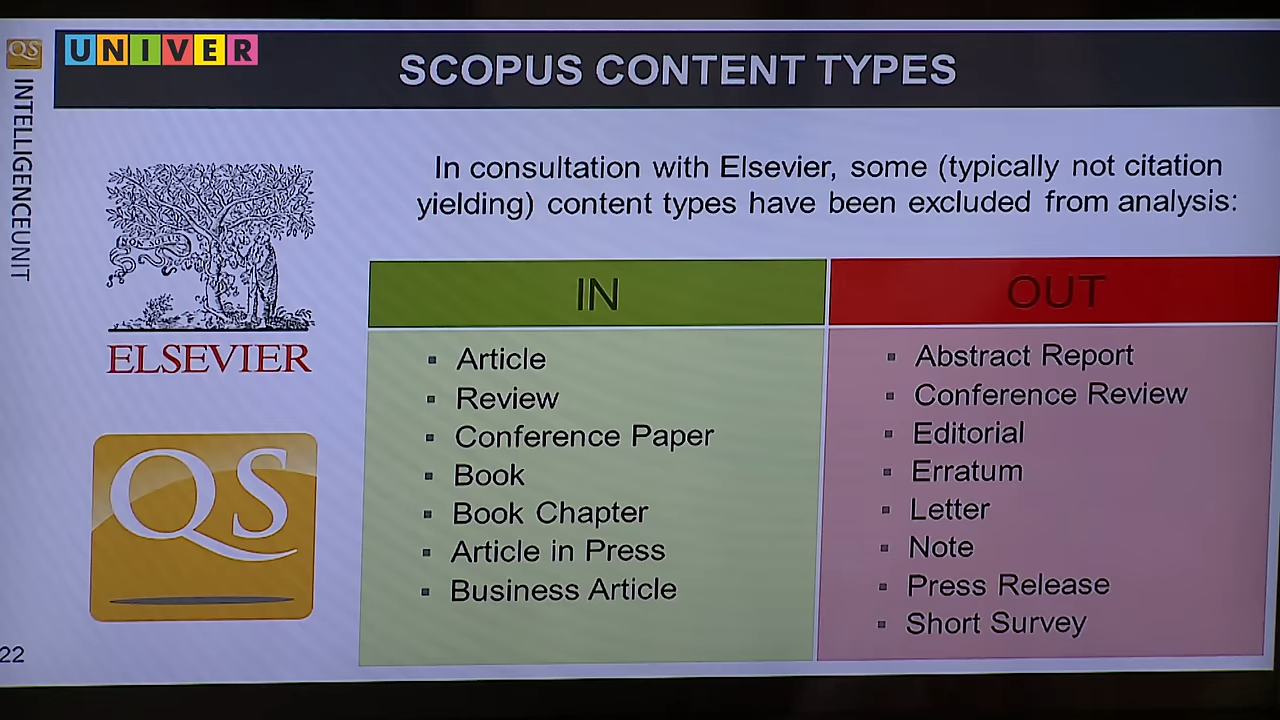 UNIVER
QS
INTELLIGENCEUNIT
SCOPUS CONTENT TYPES
In consultation with Elsevier, some (typically not citation
yielding) content types have been excluded from analysis:
ELSEVIER
QS
IN
Article
Review
Conference Paper
Book
Book Chapter
Article in Press
Business Article
OUT
Abstract Report
Conference Review
Editorial
Erratum
Letter
Note
Press Release
Short Survey
22